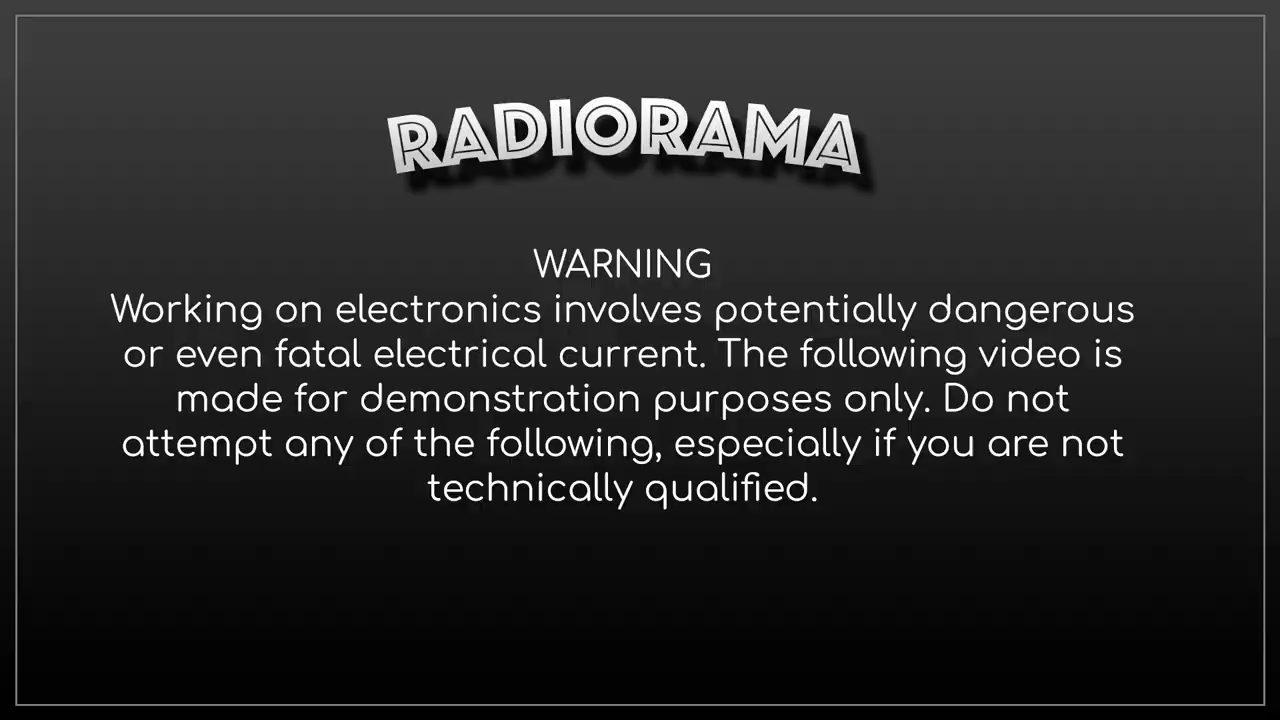 RADIORAMA
WARNING
Working on electronics involves potentially dangerous
or even fatal electrical current. The following video is
made for demonstration purposes only. Do not
attempt any of the following, especially if you are not
technically qualified.